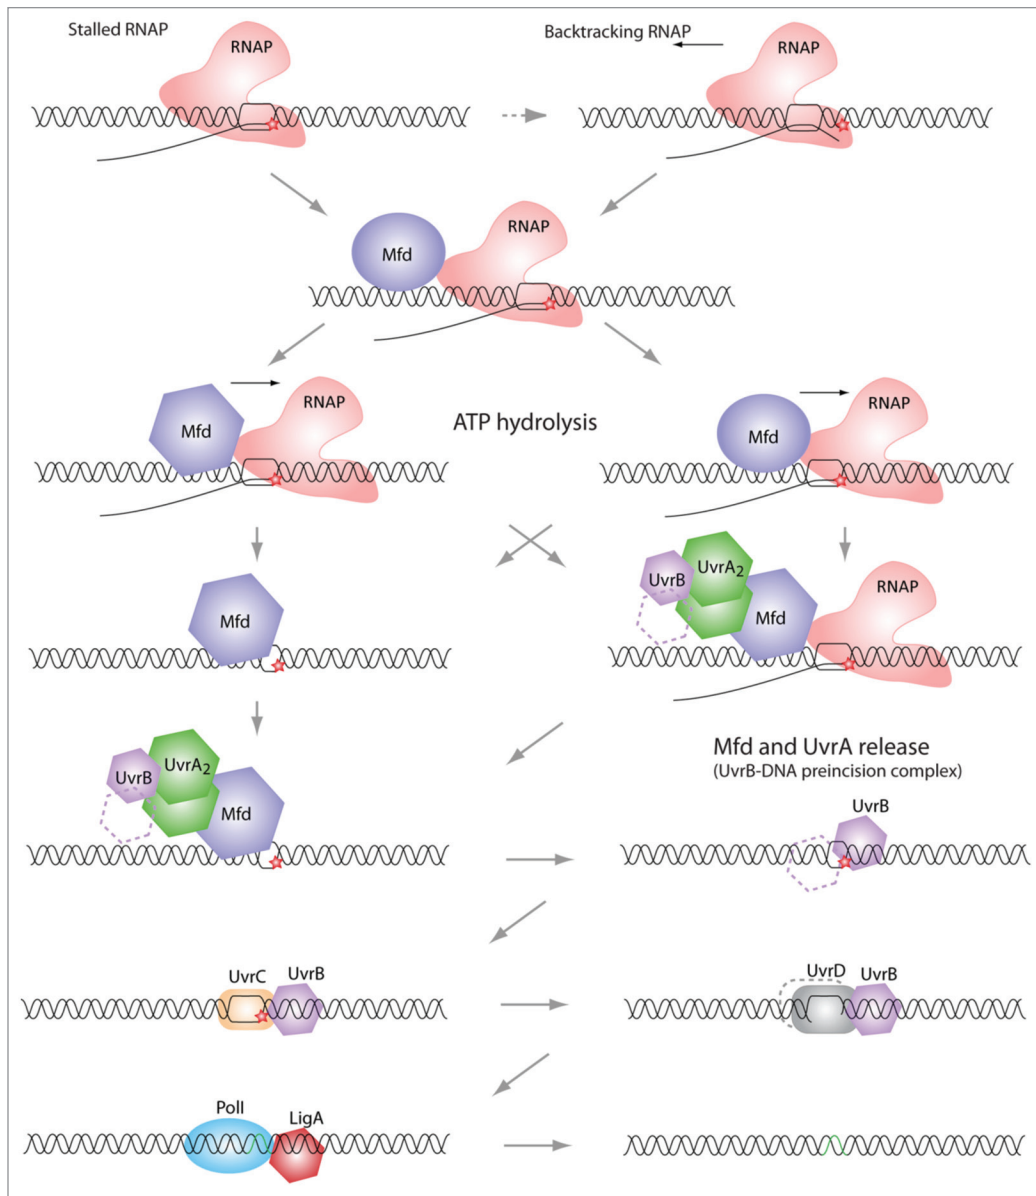 Stalled RNAP
RNAP
Backtracking RNAP
RNAP
Mfd
RNAP
Mfd
RNAP
ATP hydrolysis
Mfd
RNAP
Mfd
UvrB
UvrA2
Mfd
RNAP
UvrB
UvrA2
Mfd
Mfd and UvrA release
(UvrB-DNA preincision complex)
UvrB
UvrC
UvrB
UvrD
UvrB
PolI
LigA